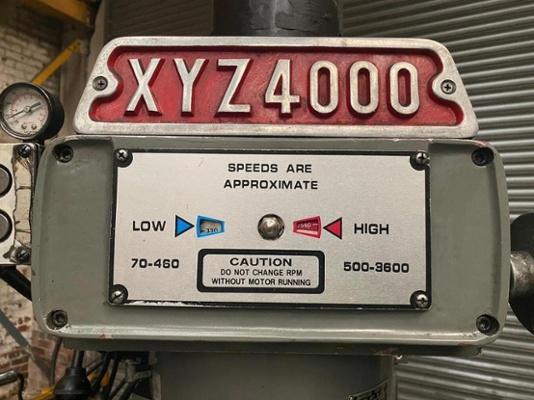 XYZ4000
SPEEDS ARE
APPROXIMATE
LOW
HIGH
70-460
500-3600
CAUTION
DO NOT CHANGE RPM
WITHOUT MOTOR RUNNING